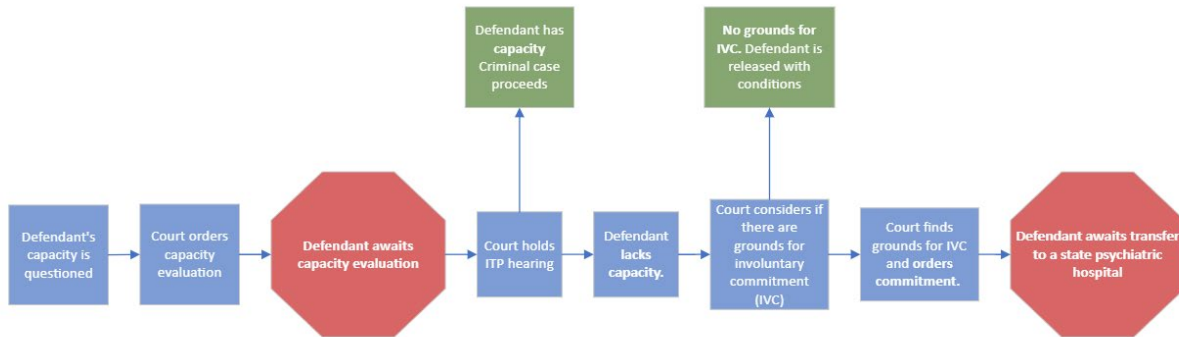 Defendant has
capacity
Criminal case
proceeds
No grounds for
IVC. Defendant is
released with
conditions
Defendant's
capacity is
questioned
Court orders
capacity
evaluation
Defendant awaits
capacity evaluation
Court holds
ITP hearing
Defendant
lacks
capacity.
Court considers if
there are
grounds for
involuntary
commitment
(IVC)
Court finds
grounds for IVC
and orders
commitment.
Defendant awaits transfer
to a state psychiatric
hospital